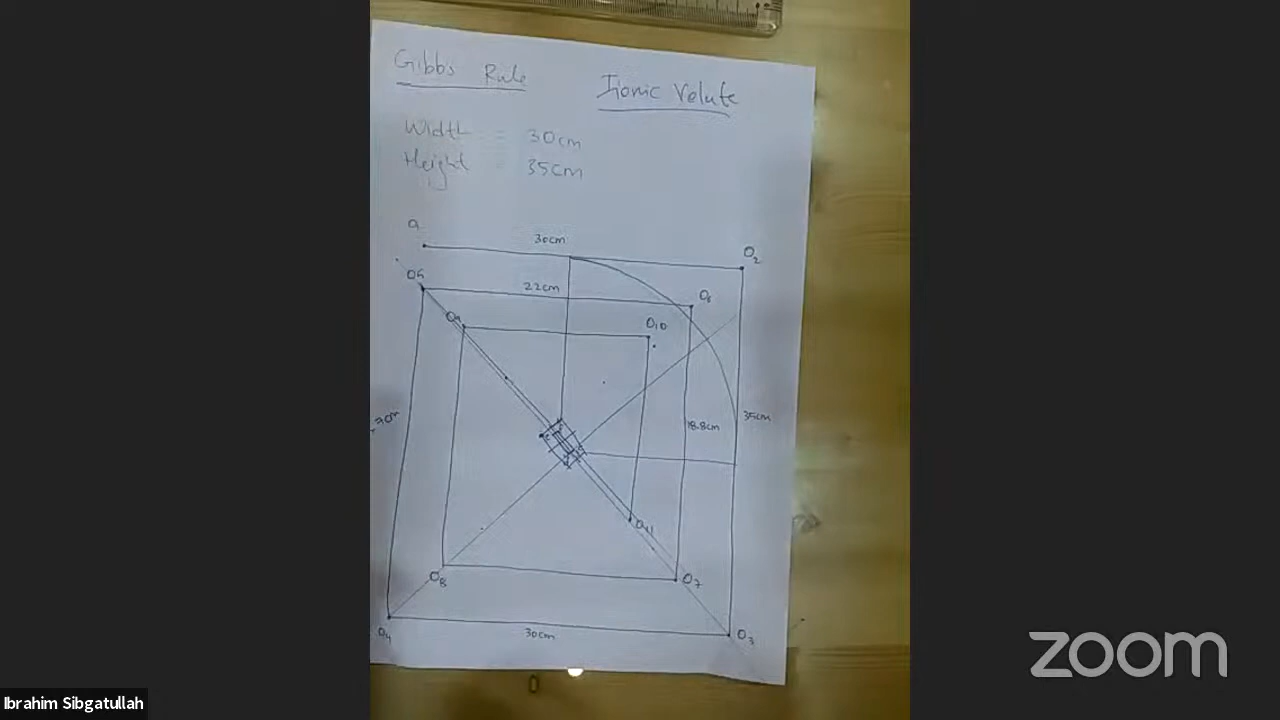 Gibbs Rule
Iionic Volute
Width = 30cm
Height 35cm
30cm
O2
O5
22cm
O6
O9
O10
18.8cm
35cm
O11
O8
O7
O4
30cm
O3
zoom
Ibrahim Sibgatullah